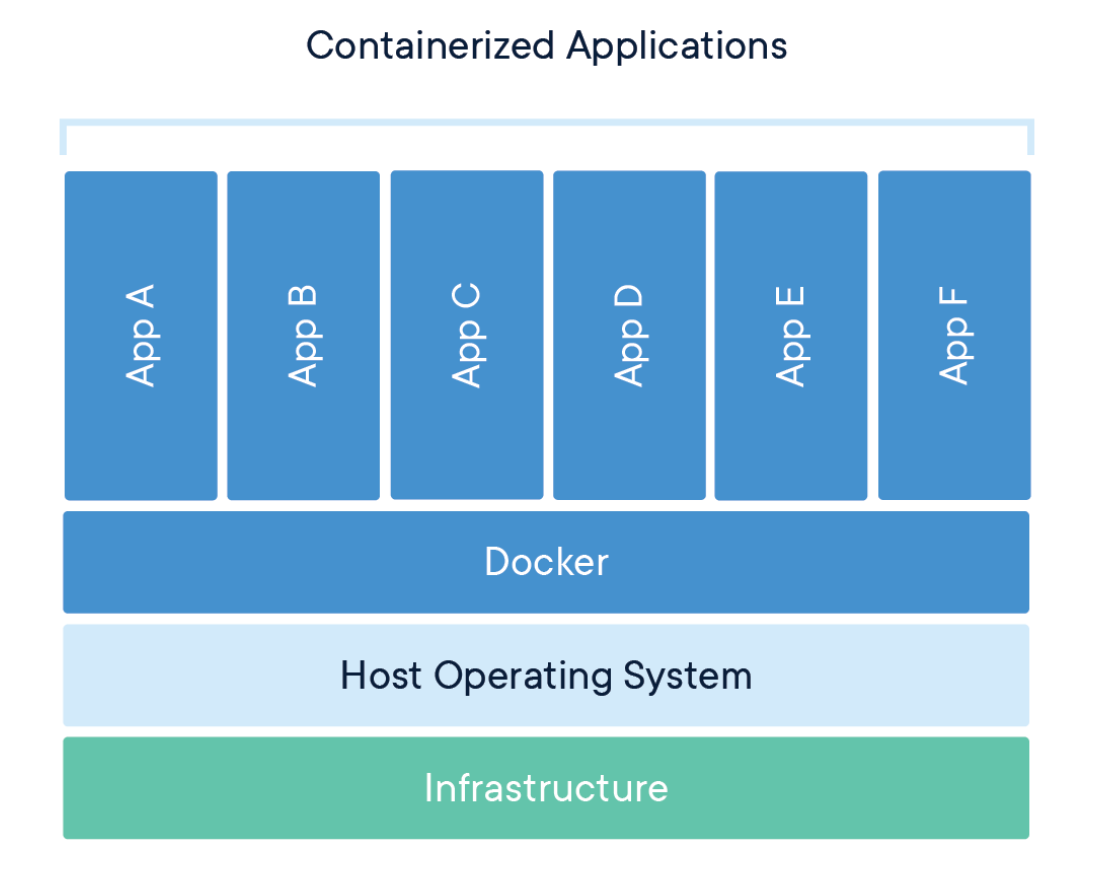 Containerized Applications
App A
App B
App C
App D
App E
App F
Docker
Host Operating System
Infrastructure